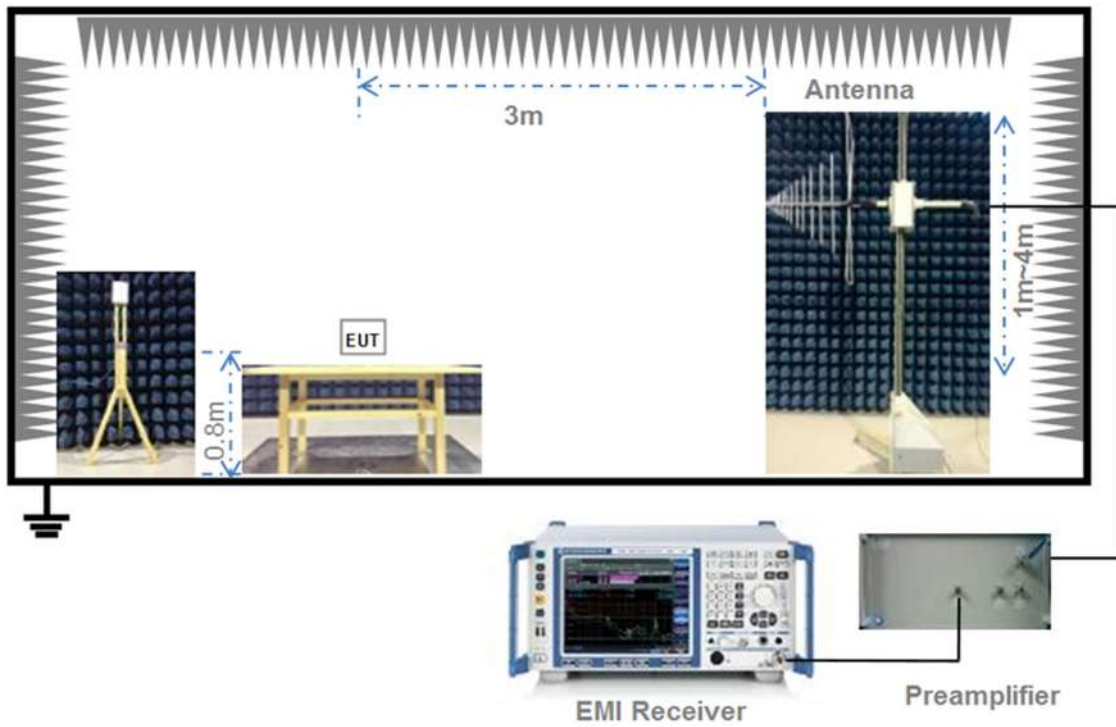 Antenna
3m
1m~4m
EUT
0.8m
EMI Receiver
Preamplifier